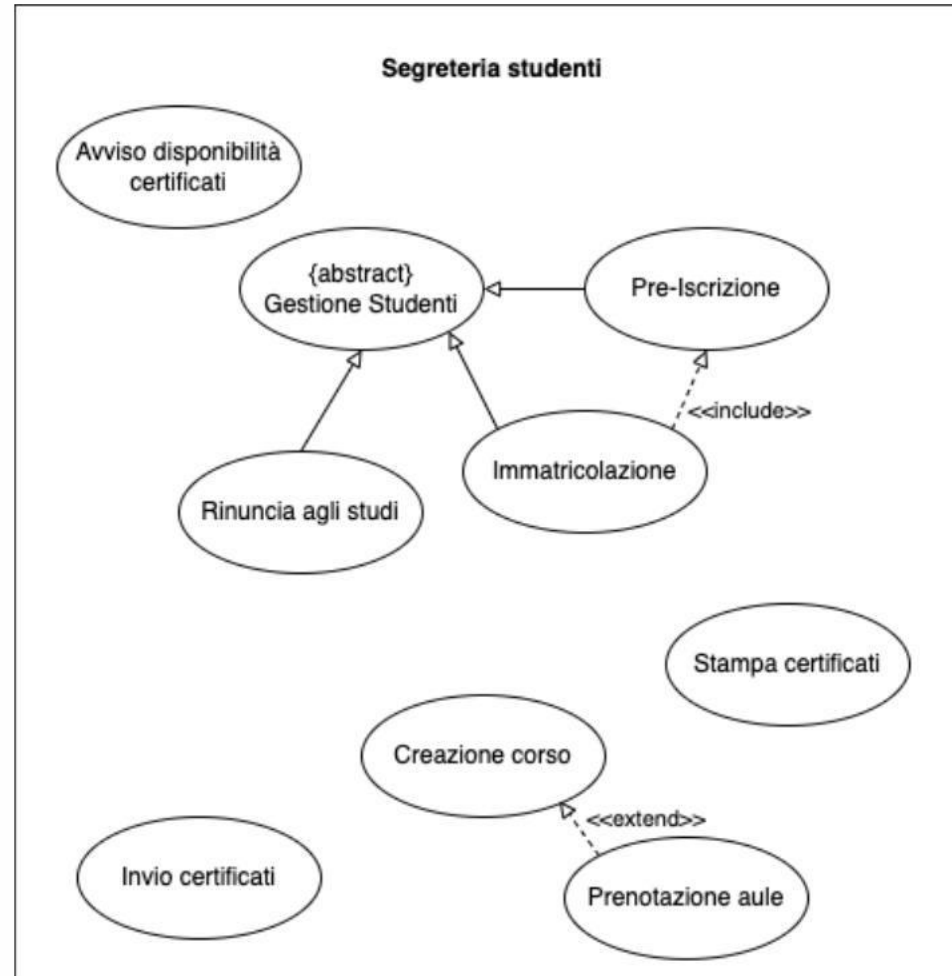 Segreteria studenti
Avviso disponibilità
certificati
{abstract}
Gestione Studenti
Pre-Iscrizione
<<include>>
Immatricolazione
Rinuncia agli studi
Stampa certificati
Creazione corso
<<extend>>
Invio certificati
Prenotazione aule